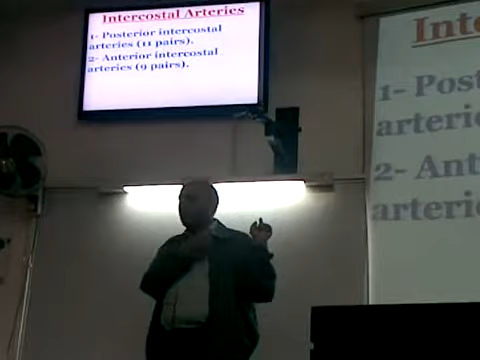 Intercostal Arteries
1- Posterior intercostal
arteries (11 pairs).
2- Anterior intercostal
arteries (9 pairs).
Inte
1- Post
arterie
2- Ant
arterie